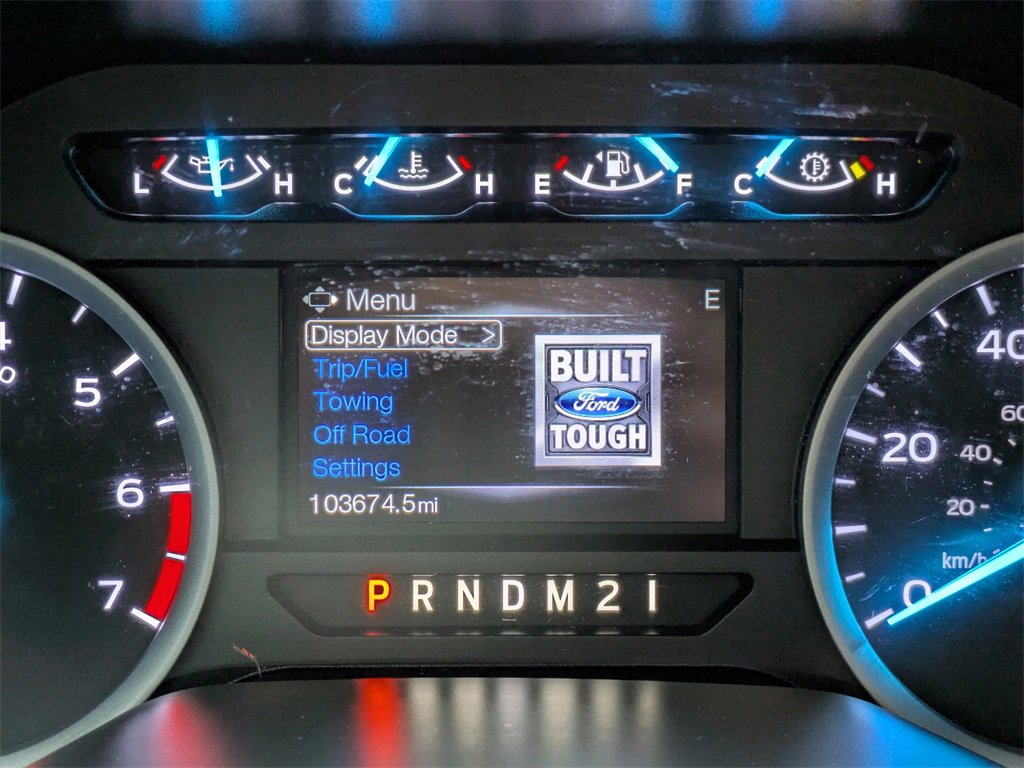 L H C H E F C H
Menu E
Display Mode >
Trip/Fuel
Towing
Off Road
Settings
103674.5mi
BUILT
Ford
TOUGH
4
5
6
7
40
20
0
60
40
20
km/h
P R N D M 2 1